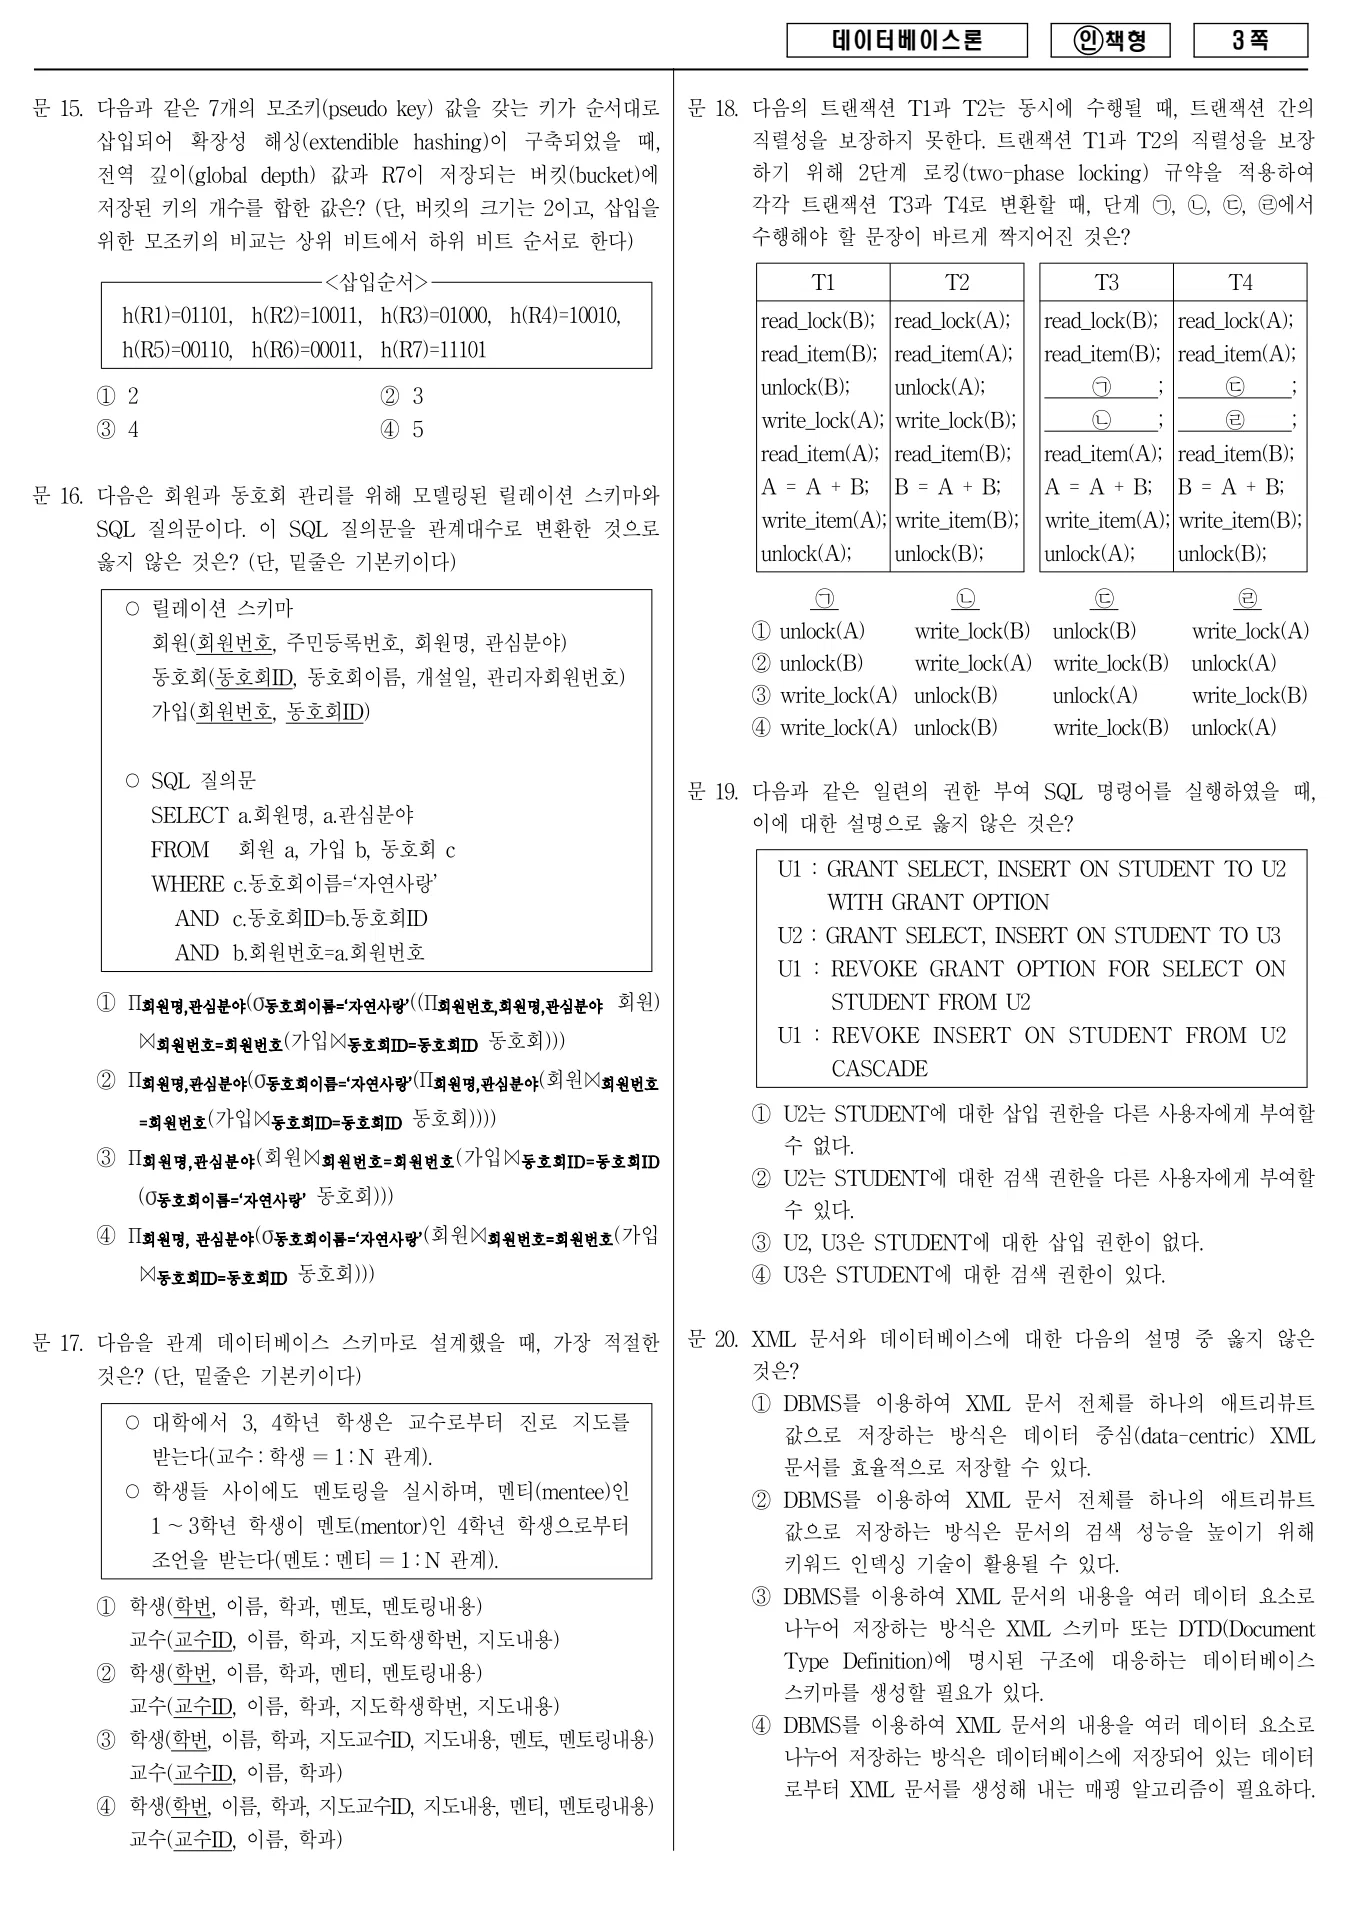 데이터베이스론 ㊞책형 3쪽
문 15. 다음과 같은 7개의 모조키(pseudo key) 값을 갖는 키가 순서대로
삽입되어 확장성 해싱(extendible hashing)이 구축되었을 때,
전역 깊이(global depth) 값과 R7이 저장되는 버킷(bucket)에
저장된 키의 개수를 합한 값은? (단, 버킷의 크기는 2이고, 삽입을
위한 모조키의 비교는 상위 비트에서 하위 비트 순서로 한다)
<삽입순서>
h(R1)=01101, h(R2)=10011, h(R3)=01000, h(R4)=10010,
h(R5)=00110, h(R6)=00011, h(R7)=11101
① 2 ② 3
③ 4 ④ 5
문 16. 다음은 회원과 동호회 관리를 위해 모델링된 릴레이션 스키마와
SQL 질의문이다. 이 SQL 질의문을 관계대수로 변환한 것으로
옳지 않은 것은? (단, 밑줄은 기본키이다)
○ 릴레이션 스키마
회원(회원번호, 주민등록번호, 회원명, 관심분야)
동호회(동호회ID, 동호회이름, 개설일, 관리자회원번호)
가입(회원번호, 동호회ID)
○ SQL 질의문
SELECT a.회원명, a.관심분야
FROM 회원 a, 가입 b, 동호회 c
WHERE c.동호회이름=‘자연사랑’
AND c.동호회ID=b.동호회ID
AND b.회원번호=a.회원번호
① Π회원명,관심분야(σ동호회이름=‘자연사랑’((Π회원번호,회원명,관심분야 회원)
⋈회원번호=회원번호(가입⋈동호회ID=동호회ID 동호회)))
② Π회원명,관심분야(σ동호회이름=‘자연사랑’(Π회원명,관심분야(회원⋈회원번호
=회원번호(가입⋈동호회ID=동호회ID 동호회))))
③ Π회원명,관심분야(회원⋈회원번호=회원번호(가입⋈동호회ID=동호회ID
(σ동호회이름=‘자연사랑’ 동호회)))
④ Π회원명, 관심분야(σ동호회이름=‘자연사랑’(회원⋈회원번호=회원번호(가입
⋈동호회ID=동호회ID 동호회)))
문 17. 다음을 관계 데이터베이스 스키마로 설계했을 때, 가장 적절한
것은? (단, 밑줄은 기본키이다)
○ 대학에서 3, 4학년 학생은 교수로부터 진로 지도를
받는다(교수 : 학생 = 1 : N 관계).
○ 학생들 사이에도 멘토링을 실시하며, 멘티(mentee)인
1 ~ 3학년 학생이 멘토(mentor)인 4학년 학생으로부터
조언을 받는다(멘토 : 멘티 = 1 : N 관계).
① 학생(학번, 이름, 학과, 멘토, 멘토링내용)
교수(교수ID, 이름, 학과, 지도학생학번, 지도내용)
② 학생(학번, 이름, 학과, 멘티, 멘토링내용)
교수(교수ID, 이름, 학과, 지도학생학번, 지도내용)
③ 학생(학번, 이름, 학과, 지도교수ID, 지도내용, 멘토, 멘토링내용)
교수(교수ID, 이름, 학과)
④ 학생(학번, 이름, 학과, 지도교수ID, 지도내용, 멘티, 멘토링내용)
교수(교수ID, 이름, 학과)
문 18. 다음의 트랜잭션 T1과 T2는 동시에 수행될 때, 트랜잭션 간의
직렬성을 보장하지 못한다. 트랜잭션 T1과 T2의 직렬성을 보장
하기 위해 2단계 로킹(two-phase locking) 규약을 적용하여
각각 트랜잭션 T3과 T4로 변환할 때, 단계 ㉠, ㉡, ㉢, ㉣에서
수행해야 할 문장이 바르게 짝지어진 것은?
T1 T2 T3 T4
read_lock(B); read_lock(A); read_lock(B); read_lock(A);
read_item(B); read_item(A); read_item(B); read_item(A);
unlock(B); unlock(A); ㉠ ; ㉢ ;
write_lock(A); write_lock(B); ㉡ ; ㉣ ;
read_item(A); read_item(B); read_item(A); read_item(B);
A = A + B; B = A + B; A = A + B; B = A + B;
write_item(A); write_item(B); write_item(A); write_item(B);
unlock(A); unlock(B); unlock(A); unlock(B);
㉠ ㉡ ㉢ ㉣
① unlock(A) write_lock(B) unlock(B) write_lock(A)
② unlock(B) write_lock(A) write_lock(B) unlock(A)
③ write_lock(A) unlock(B) unlock(A) write_lock(B)
④ write_lock(A) unlock(B) write_lock(B) unlock(A)
문 19. 다음과 같은 일련의 권한 부여 SQL 명령어를 실행하였을 때,
이에 대한 설명으로 옳지 않은 것은?
U1 : GRANT SELECT, INSERT ON STUDENT TO U2
WITH GRANT OPTION
U2 : GRANT SELECT, INSERT ON STUDENT TO U3
U1 : REVOKE GRANT OPTION FOR SELECT ON
STUDENT FROM U2
U1 : REVOKE INSERT ON STUDENT FROM U2
CASCADE
① U2는 STUDENT에 대한 삽입 권한을 다른 사용자에게 부여할
수 없다.
② U2는 STUDENT에 대한 검색 권한을 다른 사용자에게 부여할
수 있다.
③ U2, U3은 STUDENT에 대한 삽입 권한이 없다.
④ U3은 STUDENT에 대한 검색 권한이 있다.
문 20. XML 문서와 데이터베이스에 대한 다음의 설명 중 옳지 않은
것은?
① DBMS를 이용하여 XML 문서 전체를 하나의 애트리뷰트
값으로 저장하는 방식은 데이터 중심(data-centric) XML
문서를 효율적으로 저장할 수 있다.
② DBMS를 이용하여 XML 문서 전체를 하나의 애트리뷰트
값으로 저장하는 방식은 문서의 검색 성능을 높이기 위해
키워드 인덱싱 기술이 활용될 수 있다.
③ DBMS를 이용하여 XML 문서의 내용을 여러 데이터 요소로
나누어 저장하는 방식은 XML 스키마 또는 DTD(Document
Type Definition)에 명시된 구조에 대응하는 데이터베이스
스키마를 생성할 필요가 있다.
④ DBMS를 이용하여 XML 문서의 내용을 여러 데이터 요소로
나누어 저장하는 방식은 데이터베이스에 저장되어 있는 데이터
로부터 XML 문서를 생성해 내는 매핑 알고리즘이 필요하다.